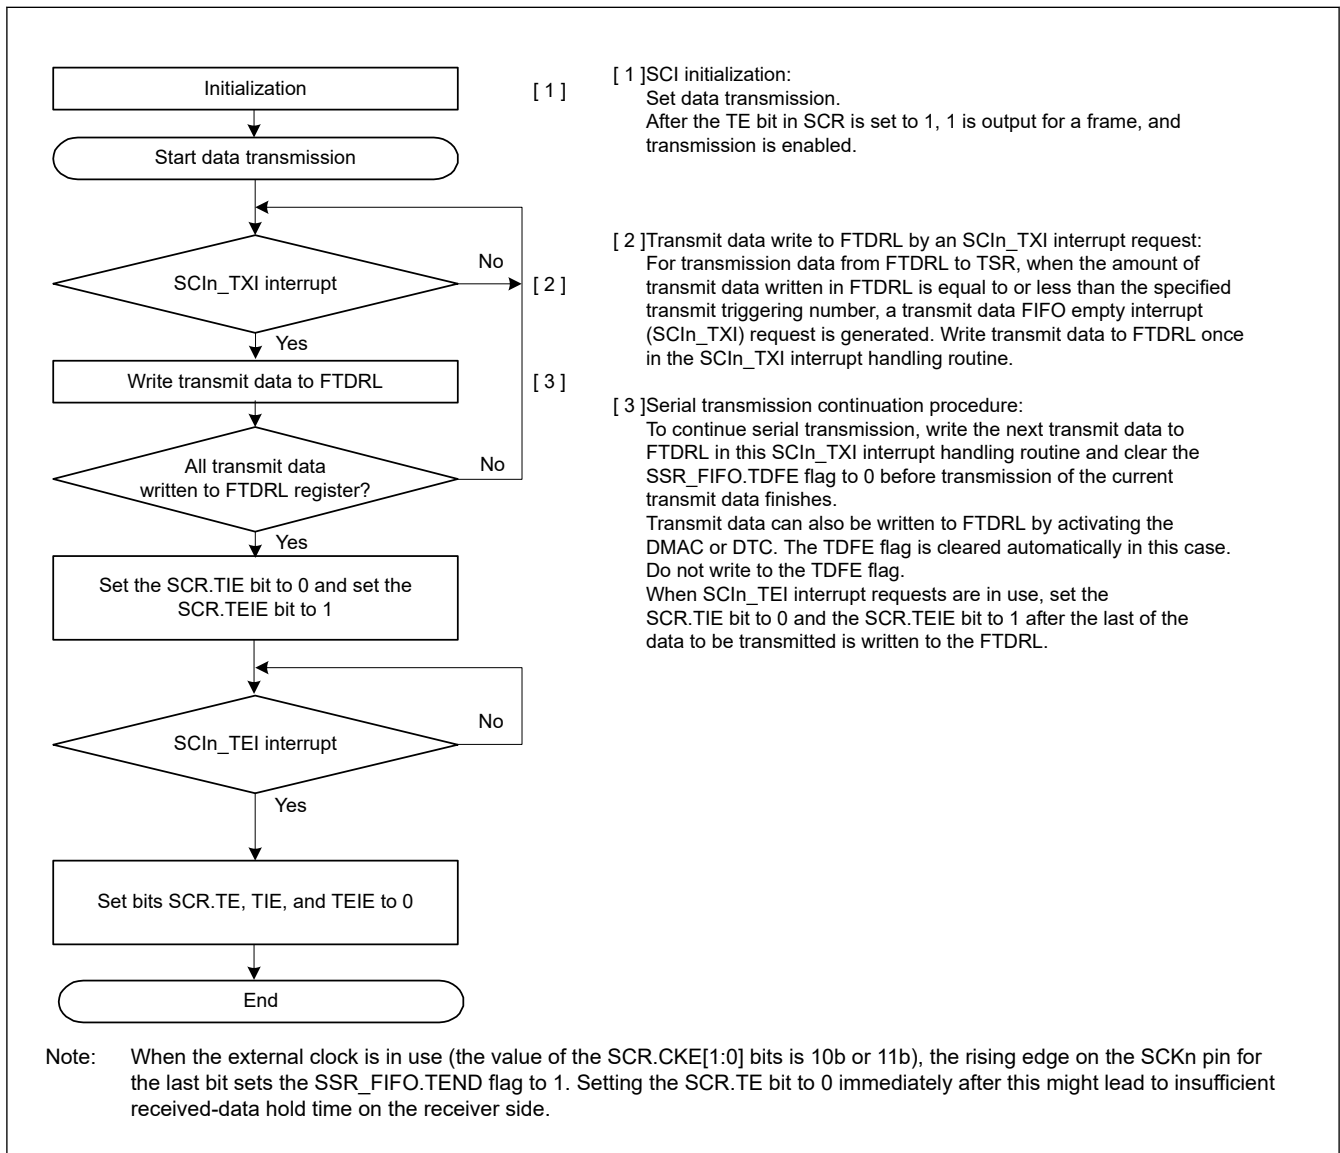 Initialization
[ 1 ]
[ 1 ]SCI initialization:
Set data transmission.
After the TE bit in SCR is set to 1, 1 is output for a frame, and
transmission is enabled.
Start data transmission
SCIn_TXI interrupt
No
Yes
[ 2 ]
[ 2 ]Transmit data write to FTDRL by an SCIn_TXI interrupt request:
For transmission data from FTDRL to TSR, when the amount of
transmit data written in FTDRL is equal to or less than the specified
transmit triggering number, a transmit data FIFO empty interrupt
(SCIn_TXI) request is generated. Write transmit data to FTDRL once
in the SCIn_TXI interrupt handling routine.
Write transmit data to FTDRL
[ 3 ]
[ 3 ]Serial transmission continuation procedure:
To continue serial transmission, write the next transmit data to
FTDRL in this SCIn_TXI interrupt handling routine and clear the
SSR_FIFO.TDFE flag to 0 before transmission of the current
transmit data finishes.
Transmit data can also be written to FTDRL by activating the
DMAC or DTC. The TDFE flag is cleared automatically in this case.
Do not write to the TDFE flag.
When SCIn_TEI interrupt requests are in use, set the
SCR.TIE bit to 0 and the SCR.TEIE bit to 1 after the last of the
data to be transmitted is written to the FTDRL.
All transmit data
written to FTDRL register?
No
Yes
Set the SCR.TIE bit to 0 and set the
SCR.TEIE bit to 1
SCIn_TEI interrupt
No
Yes
Set bits SCR.TE, TIE, and TEIE to 0
End
Note: When the external clock is in use (the value of the SCR.CKE[1:0] bits is 10b or 11b), the rising edge on the SCKn pin for
the last bit sets the SSR_FIFO.TEND flag to 1. Setting the SCR.TE bit to 0 immediately after this might lead to insufficient
received-data hold time on the receiver side.